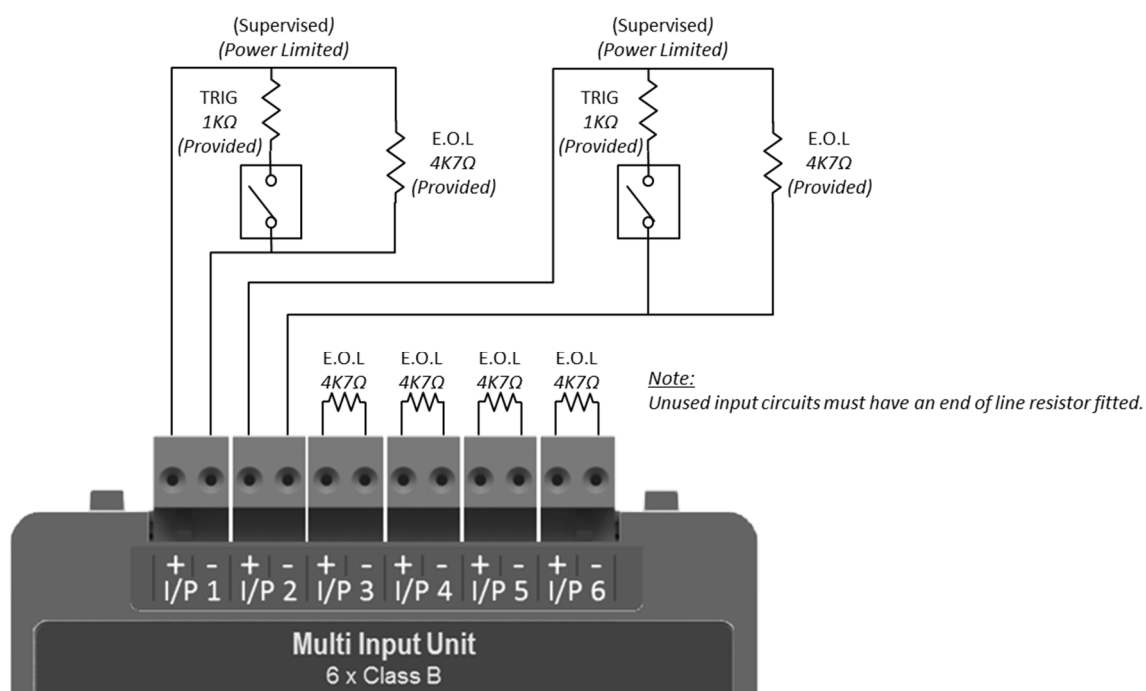 (Supervised)
(Power Limited)
TRIG
1KΩ
(Provided)
E.O.L
4K7Ω
(Provided)
(Supervised)
(Power Limited)
TRIG
1KΩ
(Provided)
E.O.L
4K7Ω
(Provided)
E.O.L E.O.L E.O.L E.O.L
4K7Ω 4K7Ω 4K7Ω 4K7Ω
Note:
Unused input circuits must have an end of line resistor fitted.
+ - + - + - + - + - + -
I/P 1 I/P 2 I/P 3 I/P 4 I/P 5 I/P 6
Multi Input Unit
6 x Class B